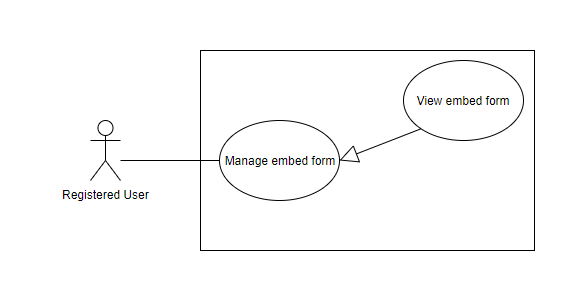 View embed form
Manage embed form
Registered User